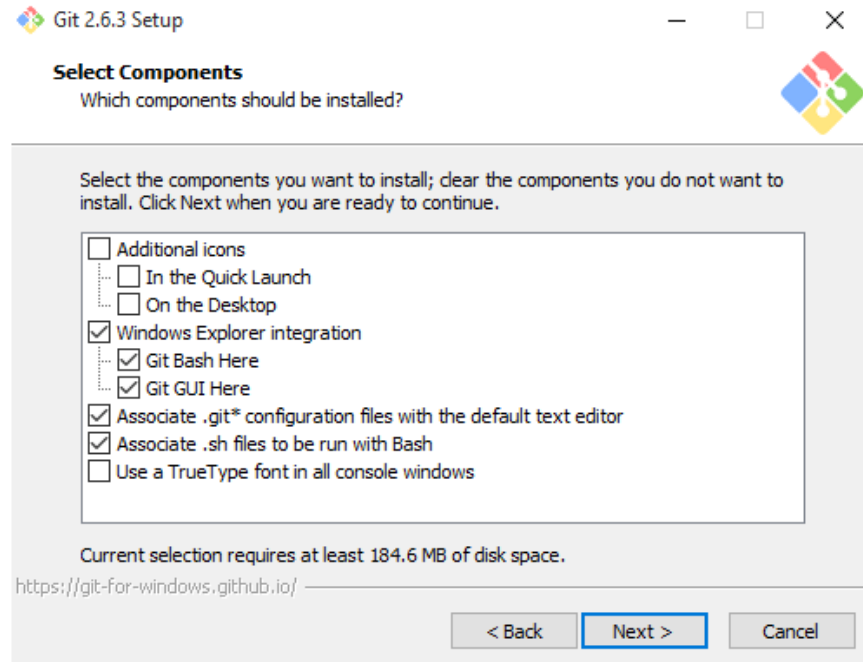 Git 2.6.3 Setup
Select Components
Which components should be installed?
Select the components you want to install; clear the components you do not want to
install. Click Next when you are ready to continue.
Additional icons
In the Quick Launch
On the Desktop
Windows Explorer integration
Git Bash Here
Git GUI Here
Associate .git* configuration files with the default text editor
Associate .sh files to be run with Bash
Use a TrueType font in all console windows
Current selection requires at least 184.6 MB of disk space.
https://git-for-windows.github.io/
< Back Next > Cancel